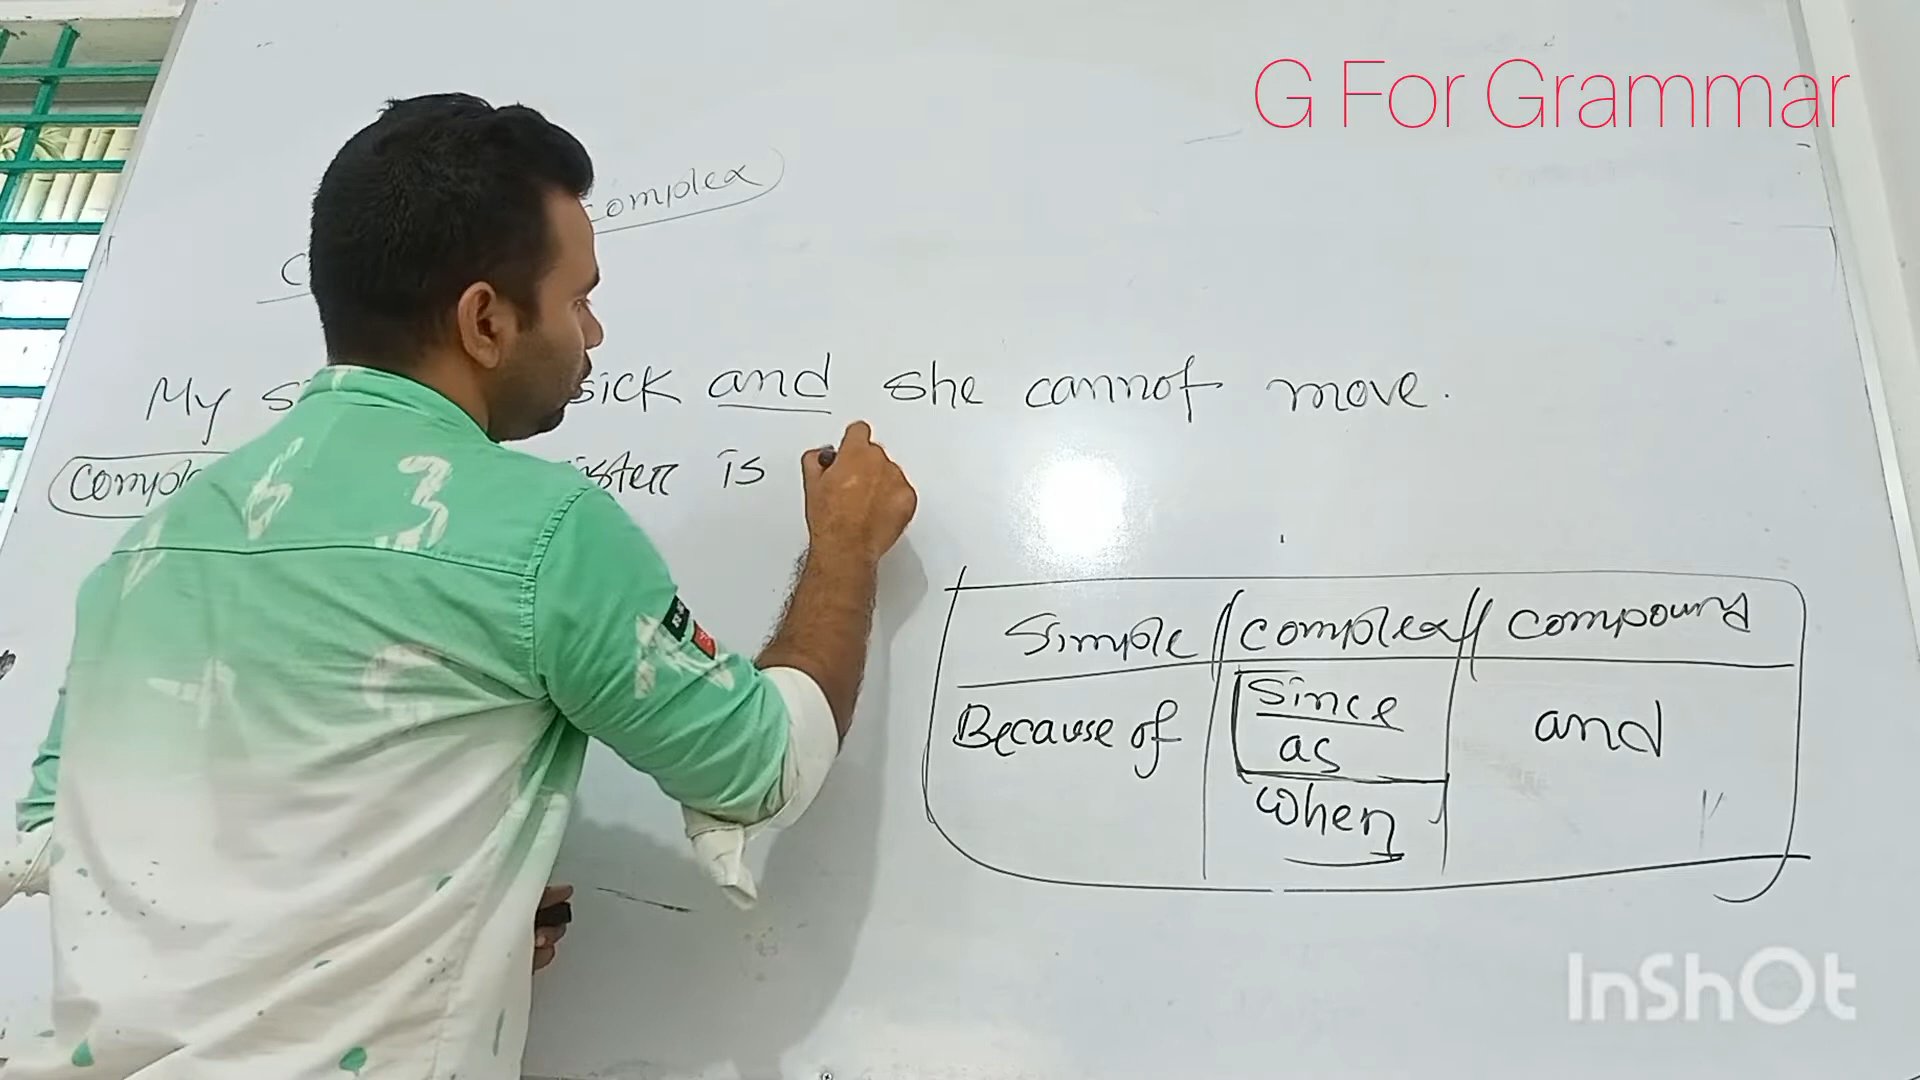 G For Grammar
complex
My sick and she cannot move.
is
Simple complex compound
Because of since and
as
when
InShOt